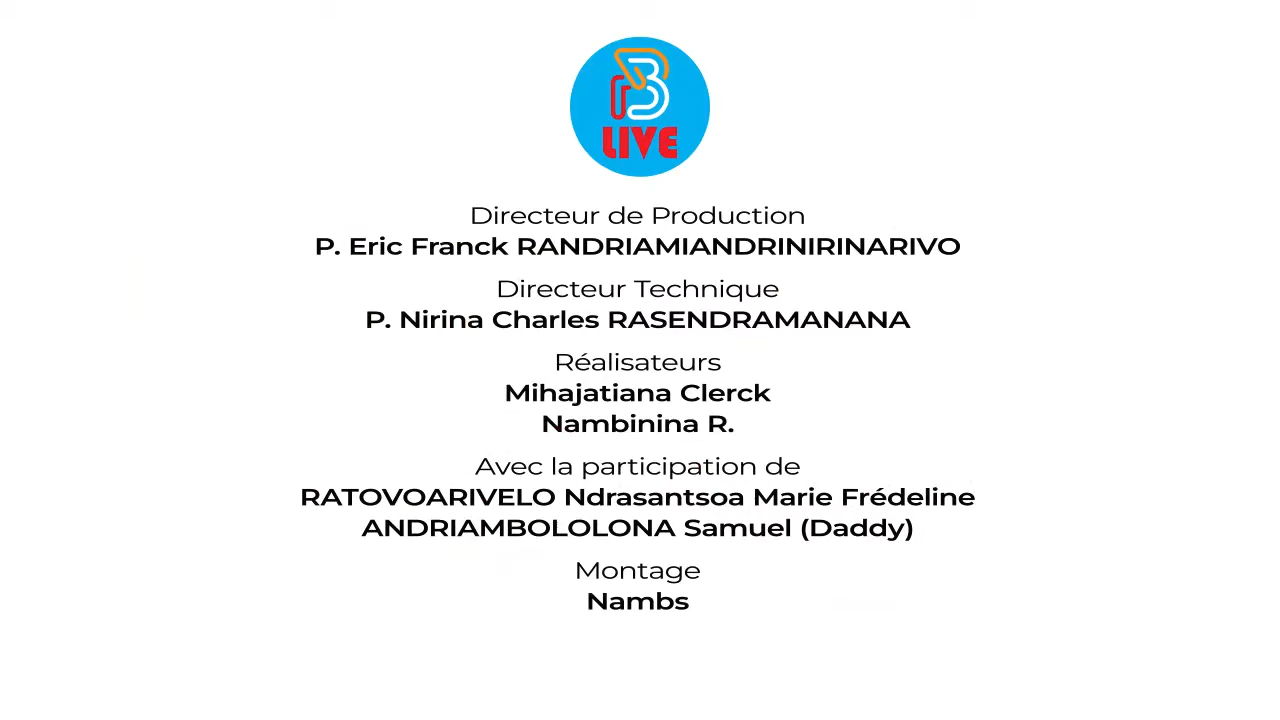 B
LIVE
Directeur de Production
P. Eric Franck RANDRIAMIANDRINIRINARIVO
Directeur Technique
P. Nirina Charles RASENDRAMANANA
Réalisateurs
Mihajatiana Clerck
Nambinina R.
Avec la participation de
RATOVOARIVELO Ndrasantsoa Marie Frédeline
ANDRIAMBOLOLONA Samuel (Daddy)
Montage
Nambs